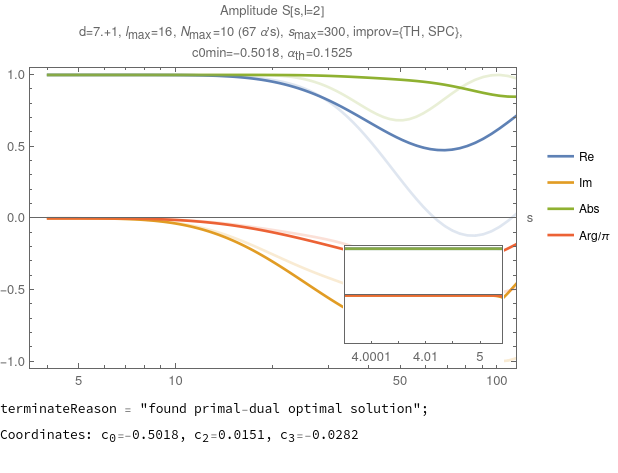 Amplitude S[s,l=2]
d=7.+1, lmax=16, Nmax=10 (67 α's), smax=300, improv={TH, SPC},
c0min=-0.5018, αth=0.1525
1.0
0.5
0.0
-0.5
-1.0
s
Re
Im
Abs
Arg/π
4.0001 4.01 5
5 10 50 100
terminateReason = "found primal-dual optimal solution";
Coordinates: c0=-0.5018, c2=0.0151, c3=-0.0282